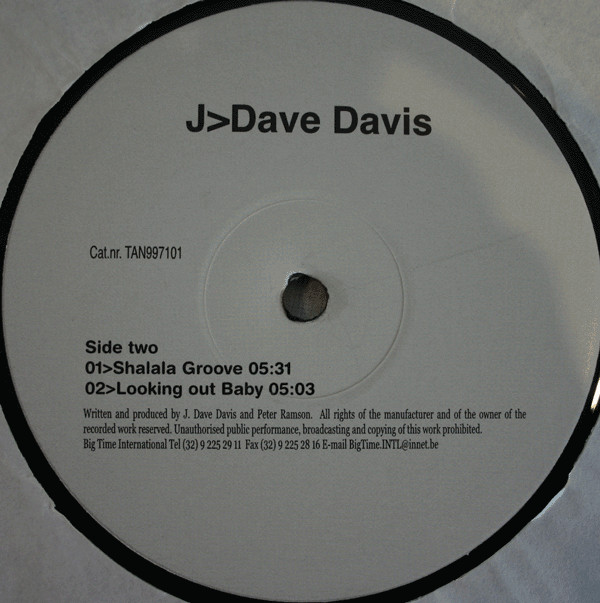 J>Dave Davis
Cat.nr. TAN997101
Side two
01>Shalala Groove 05:31
02>Looking out Baby 05:03
Written and produced by J. Dave Davis and Peter Ramson. All rights of the manufacturer and of the owner of the
recorded work reserved. Unauthorised public performance, broadcasting and copying of this work prohibited.
Big Time International Tel (32) 9 225 29 11 Fax (32) 9 225 28 16 E-mail BigTime.INTL@innet.be